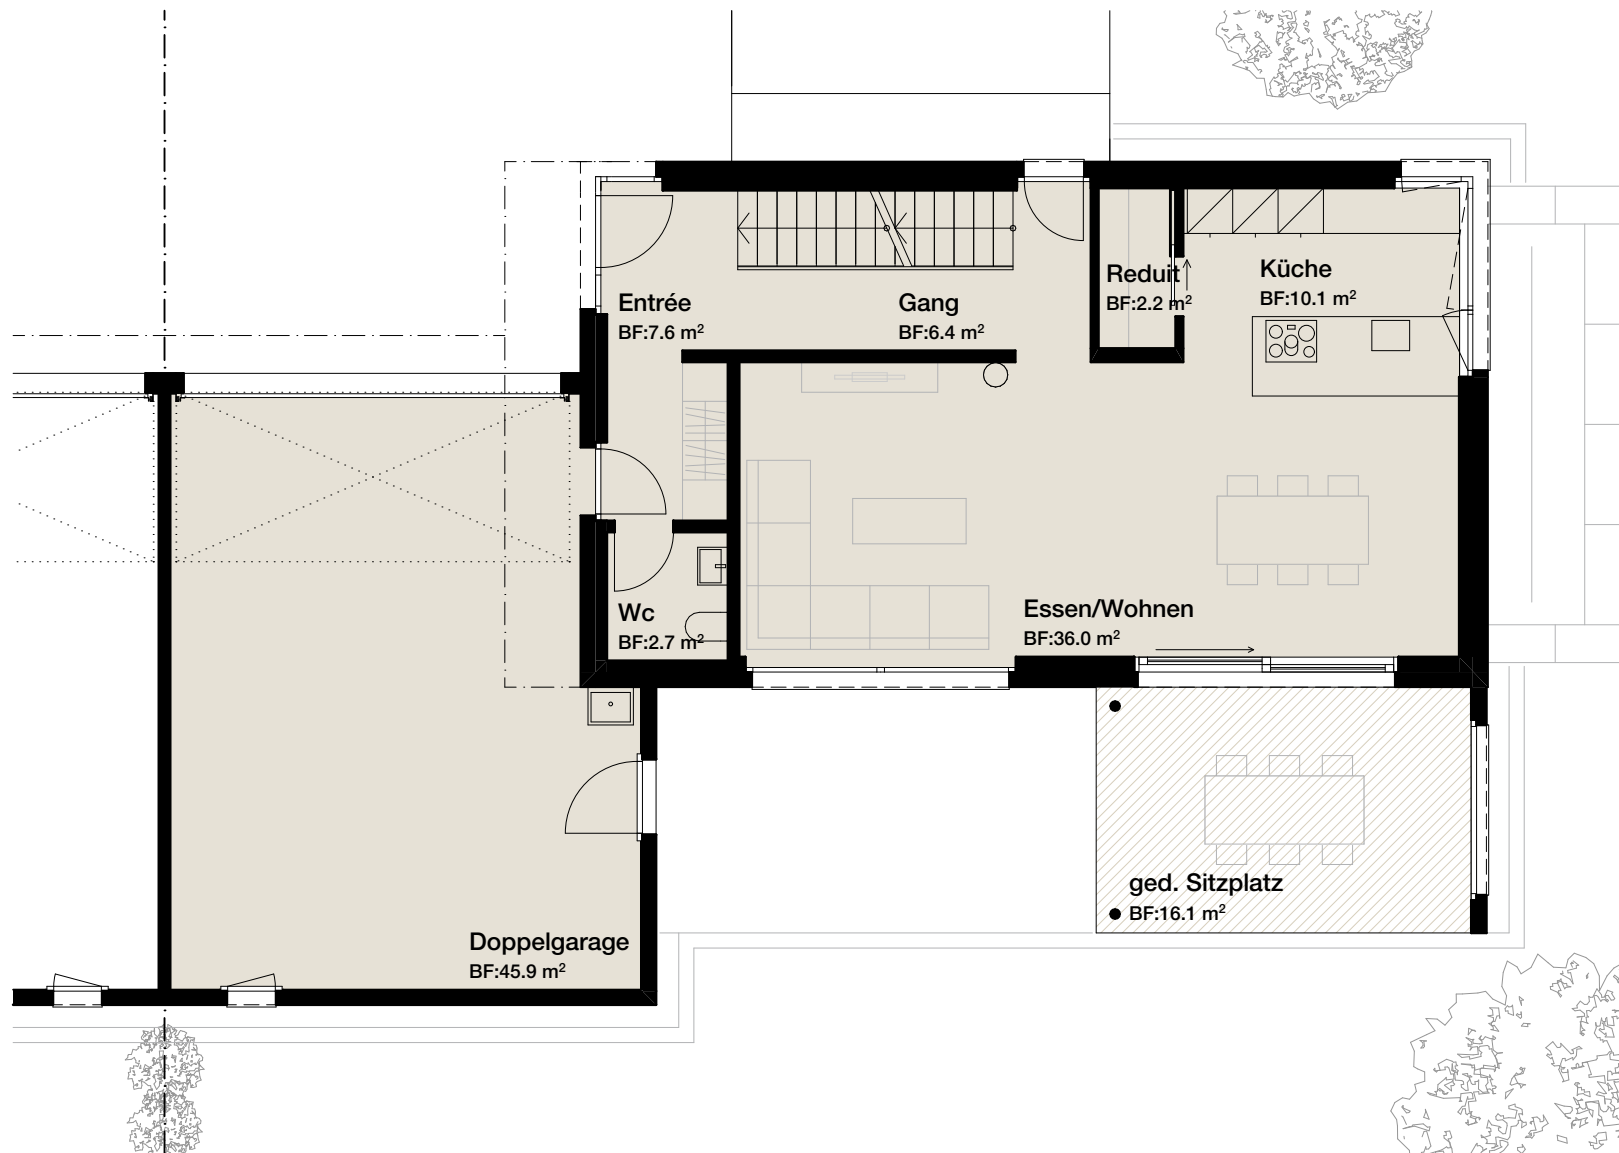 Reduit
BF:2.2 m²
Küche
BF:10.1 m²
Entrée
BF:7.6 m²
Gang
BF:6.4 m²
Wc
BF:2.7 m²
Essen/Wohnen
BF:36.0 m²
ged. Sitzplatz
BF:16.1 m²
Doppelgarage
BF:45.9 m²